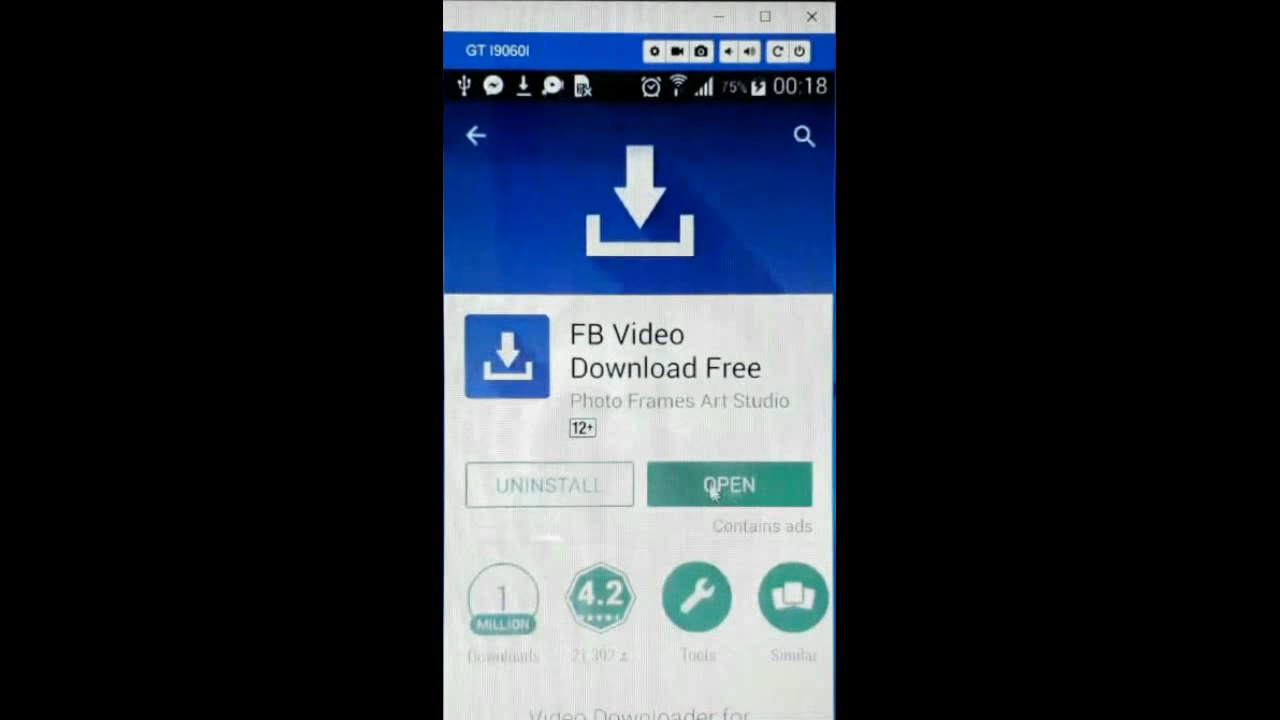 GT I9060I
75% 00:18
FB Video
Download Free
Photo Frames Art Studio
12+
UNINSTALL
OPEN
Contains ads
1
MILLION
4.2
Downloads
21,392
Tools
Similar
Video Downloader for